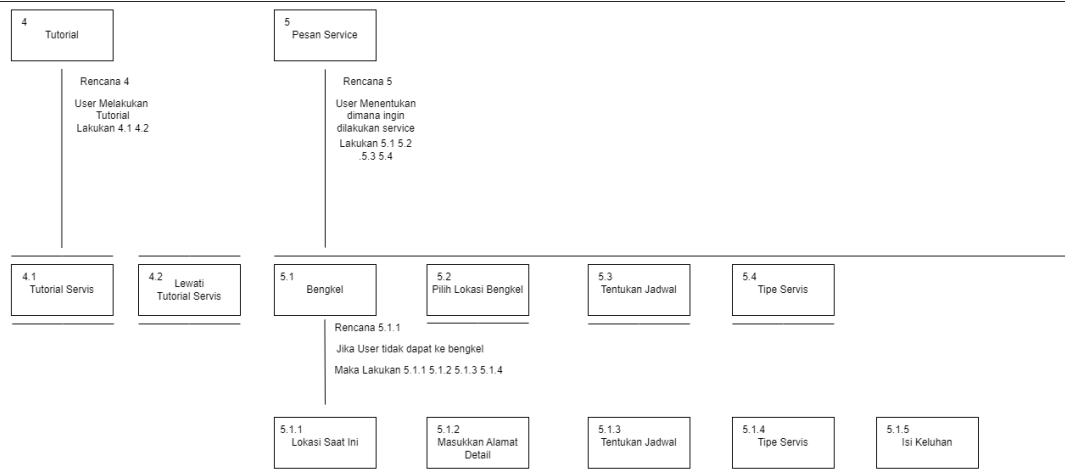 4
Tutorial
5
Pesan Service
Rencana 4
User Melakukan
Tutorial
Lakukan 4.1 4.2
Rencana 5
User Menentukan
dimana ingin
dilakukan service
Lakukan 5.1 5.2
.5.3 5.4
4.1
Tutorial Servis
4.2
Lewati
Tutorial Servis
5.1
Bengkel
5.2
Pilih Lokasi Bengkel
5.3
Tentukan Jadwal
5.4
Tipe Servis
Rencana 5.1.1
Jika User tidak dapat ke bengkel
Maka Lakukan 5.1.1 5.1.2 5.1.3 5.1.4
5.1.1
Lokasi Saat Ini
5.1.2
Masukkan Alamat
Detail
5.1.3
Tentukan Jadwal
5.1.4
Tipe Servis
5.1.5
Isi Keluhan